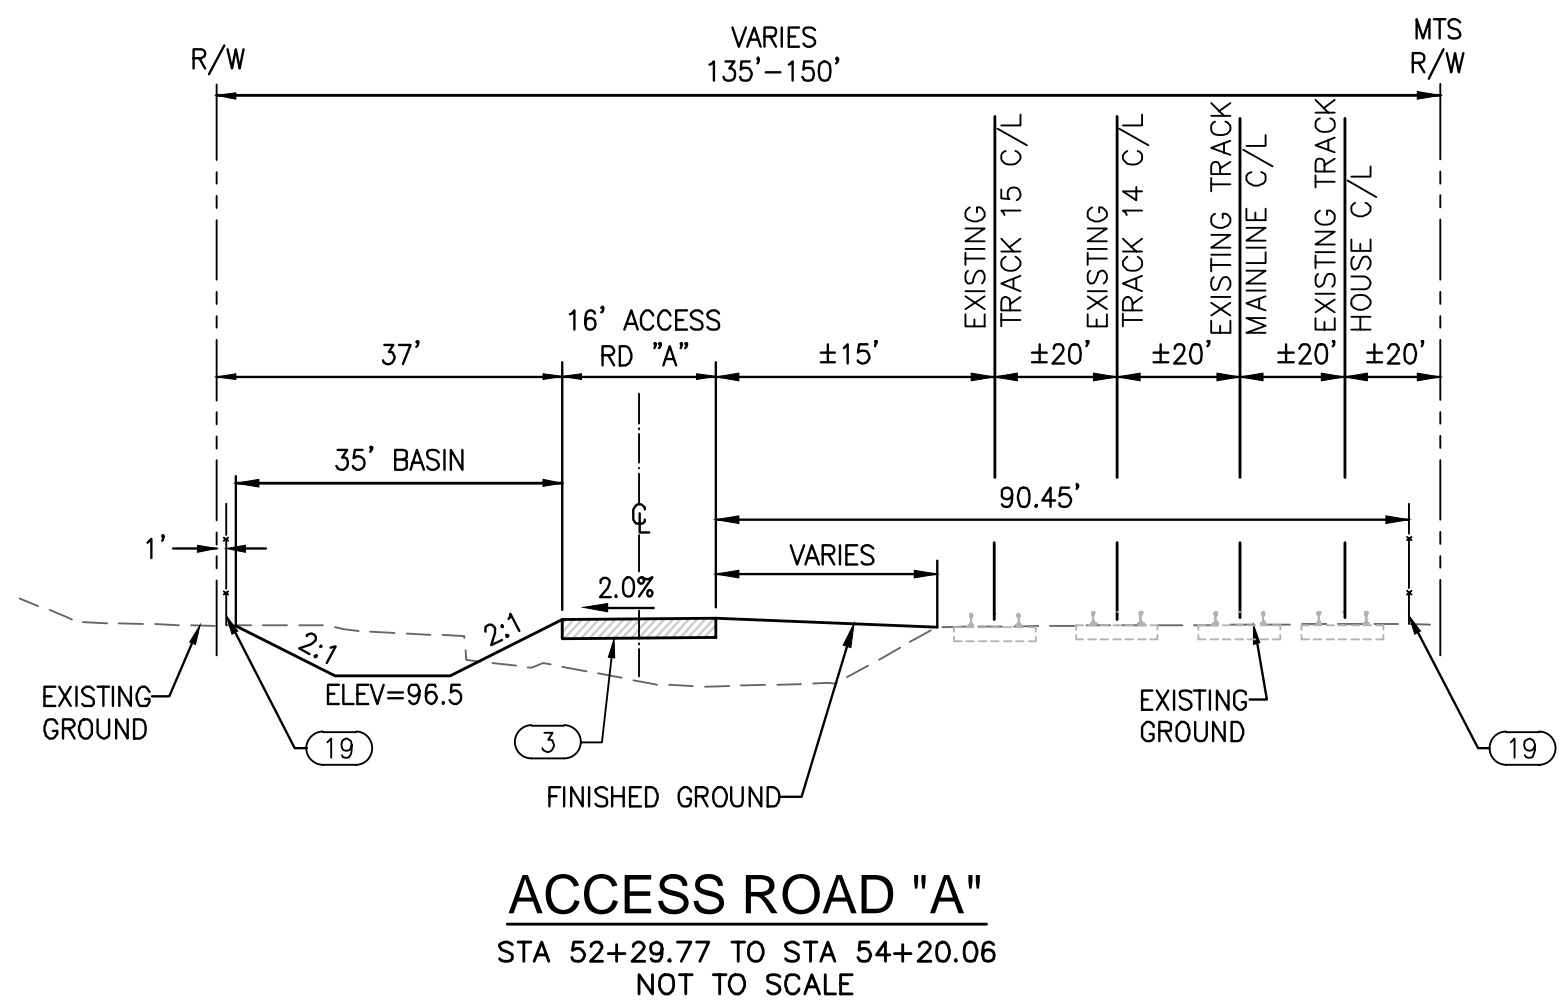 VARIES
135'-150'
R/W
MTS
R/W
EXISTING
TRACK 15 C/L
EXISTING
TRACK 14 C/L
EXISTING TRACK
MAINLINE C/L
EXISTING TRACK
HOUSE C/L
37'
16' ACCESS
RD "A"
±15'
±20'
±20'
±20'
±20'
35' BASIN
90.45'
℄
1'
VARIES
2.0%
2:1
2:1
ELEV=96.5
EXISTING
GROUND
19
3
FINISHED GROUND
EXISTING
GROUND
19
ACCESS ROAD "A"
STA 52+29.77 TO STA 54+20.06
NOT TO SCALE